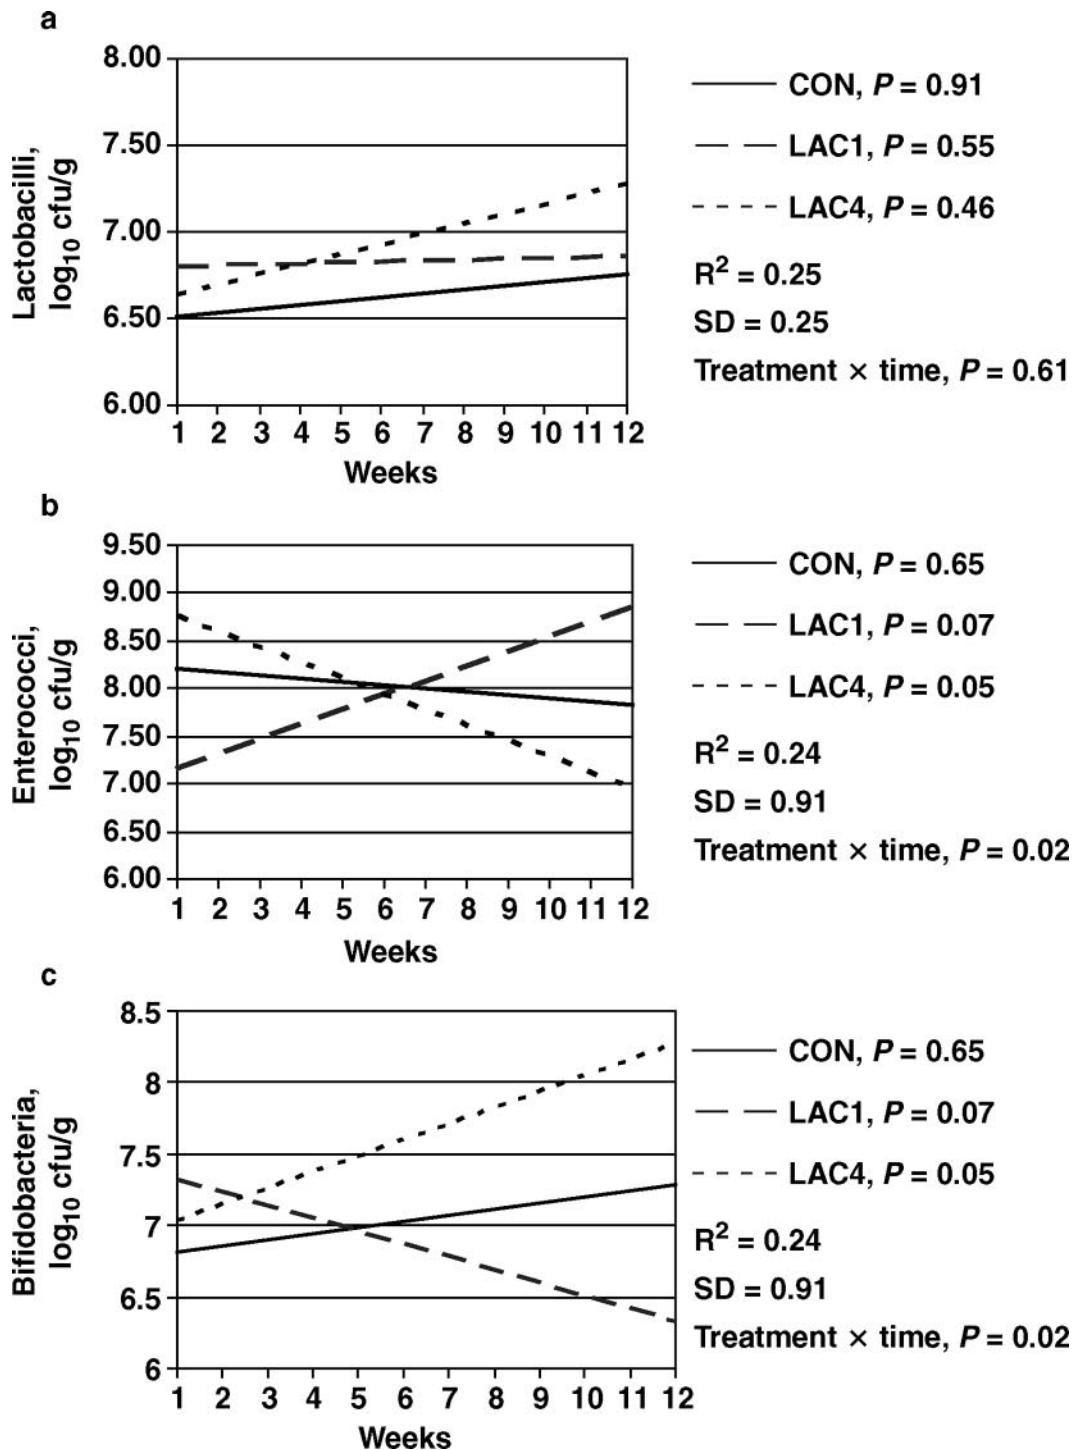 a
8.00
7.50
7.00
6.50
6.00
Lactobacilli,
log10 cfu/g
1 2 3 4 5 6 7 8 9 10 11 12
Weeks
CON, P = 0.91
LAC1, P = 0.55
LAC4, P = 0.46
R2 = 0.25
SD = 0.25
Treatment × time, P = 0.61
b
9.50
9.00
8.50
8.00
7.50
7.00
6.50
6.00
Enterococci,
log10 cfu/g
1 2 3 4 5 6 7 8 9 10 11 12
Weeks
CON, P = 0.65
LAC1, P = 0.07
LAC4, P = 0.05
R2 = 0.24
SD = 0.91
Treatment × time, P = 0.02
c
8.5
8
7.5
7
6.5
6
Bifidobacteria,
log10 cfu/g
1 2 3 4 5 6 7 8 9 10 11 12
Weeks
CON, P = 0.65
LAC1, P = 0.07
LAC4, P = 0.05
R2 = 0.24
SD = 0.91
Treatment × time, P = 0.02